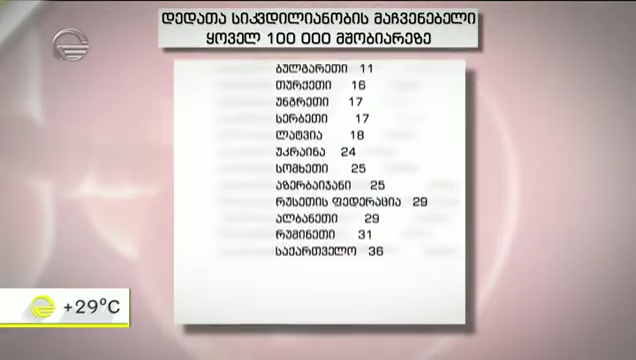 დედათა სიკვდილიანობის მაჩვენებელი
ყოველ 100 000 მშობიარეზე
ბულგარეთი 11
თურქეთი 16
უნგრეთი 17
სერბეთი 17
ლატვია 18
უკრაინა 24
სომხეთი 25
აზერბაიჯანი 25
რუსეთის ფედერაცია 29
ალბანეთი 29
რუმინეთი 31
საქართველო 36
+29°C